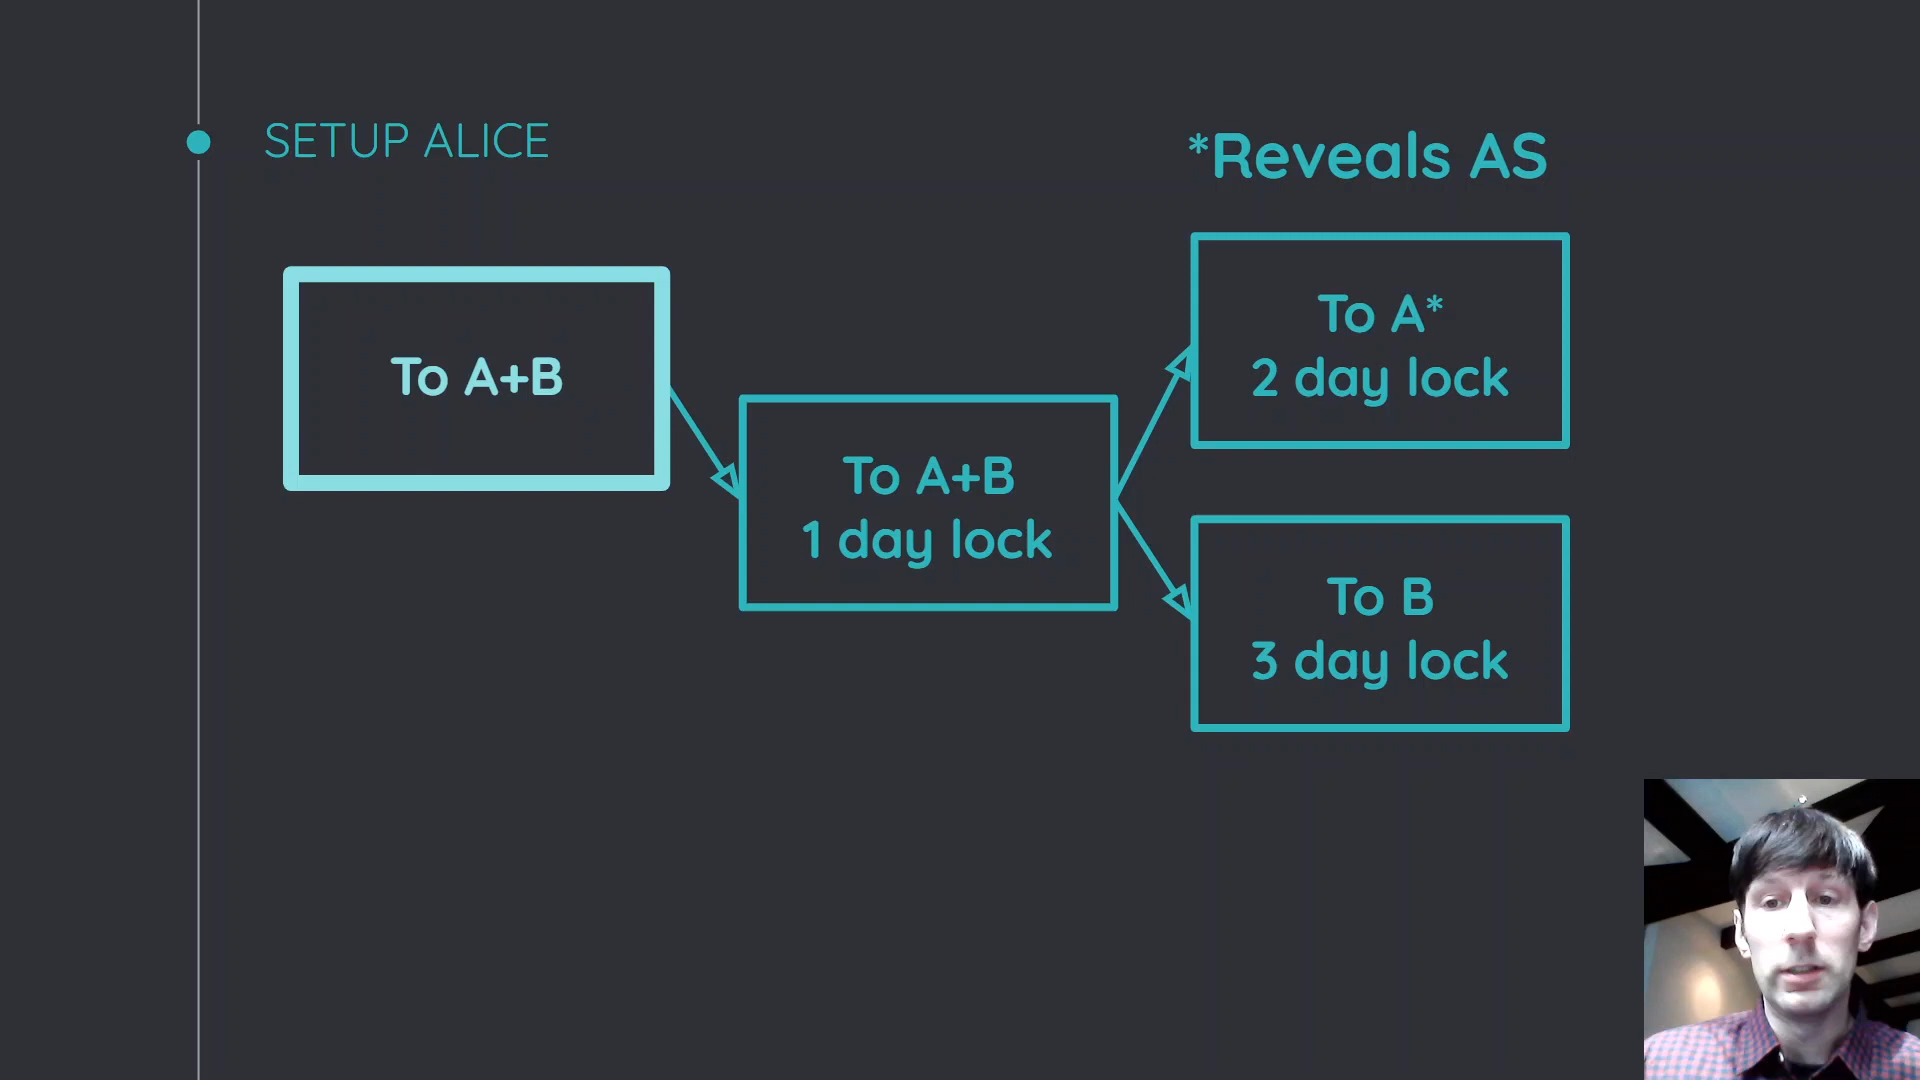 SETUP ALICE
*Reveals AS
To A+B
To A+B
1 day lock
To A*
2 day lock
To B
3 day lock